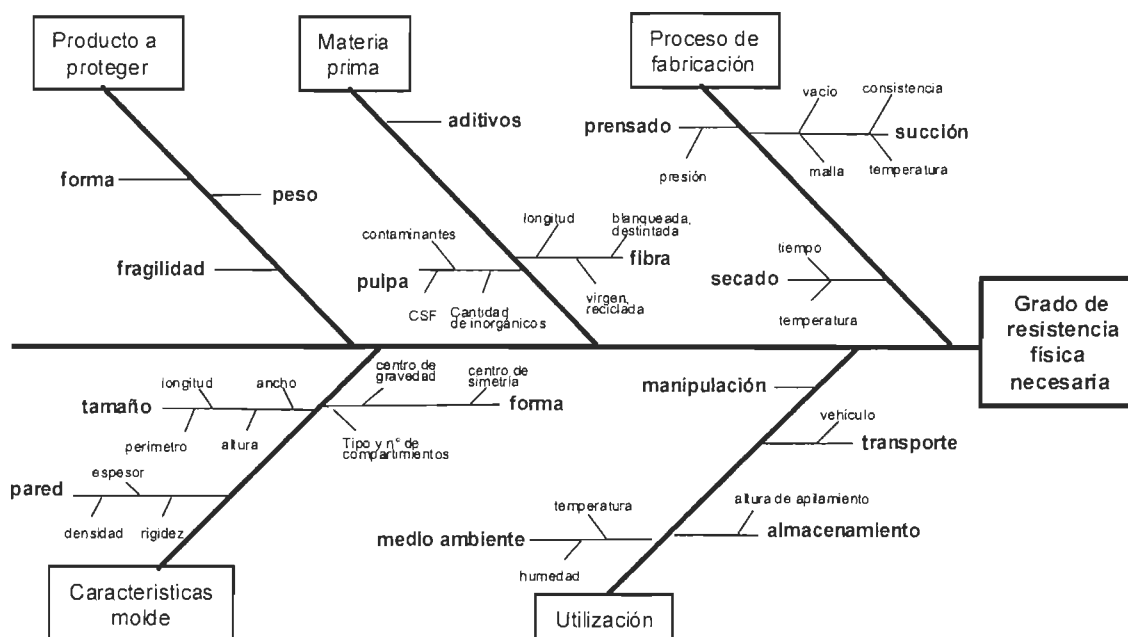 Producto a
proteger
Materia
prima
Proceso de
fabricación
aditivos
prensado
presión
vacío
consistencia
succión
malla
temperatura
forma
peso
fragilidad
contaminantes
pulpa
CSF
Cantidad
de inorgánicos
longitud
blanqueada,
destintada
fibra
virgen,
reciclada
tiempo
secado
temperatura
Grado de
resistencia
física
necesaria
longitud
ancho
tamaño
perimetro
altura
centro de
gravedad
centro de
simetría
forma
Tipo y nº de
compartimientos
espesor
pared
densidad
rigidez
Caracteristicas
molde
manipulación
vehículo
transporte
altura de apilamiento
almacenamiento
temperatura
medio ambiente
humedad
Utilización